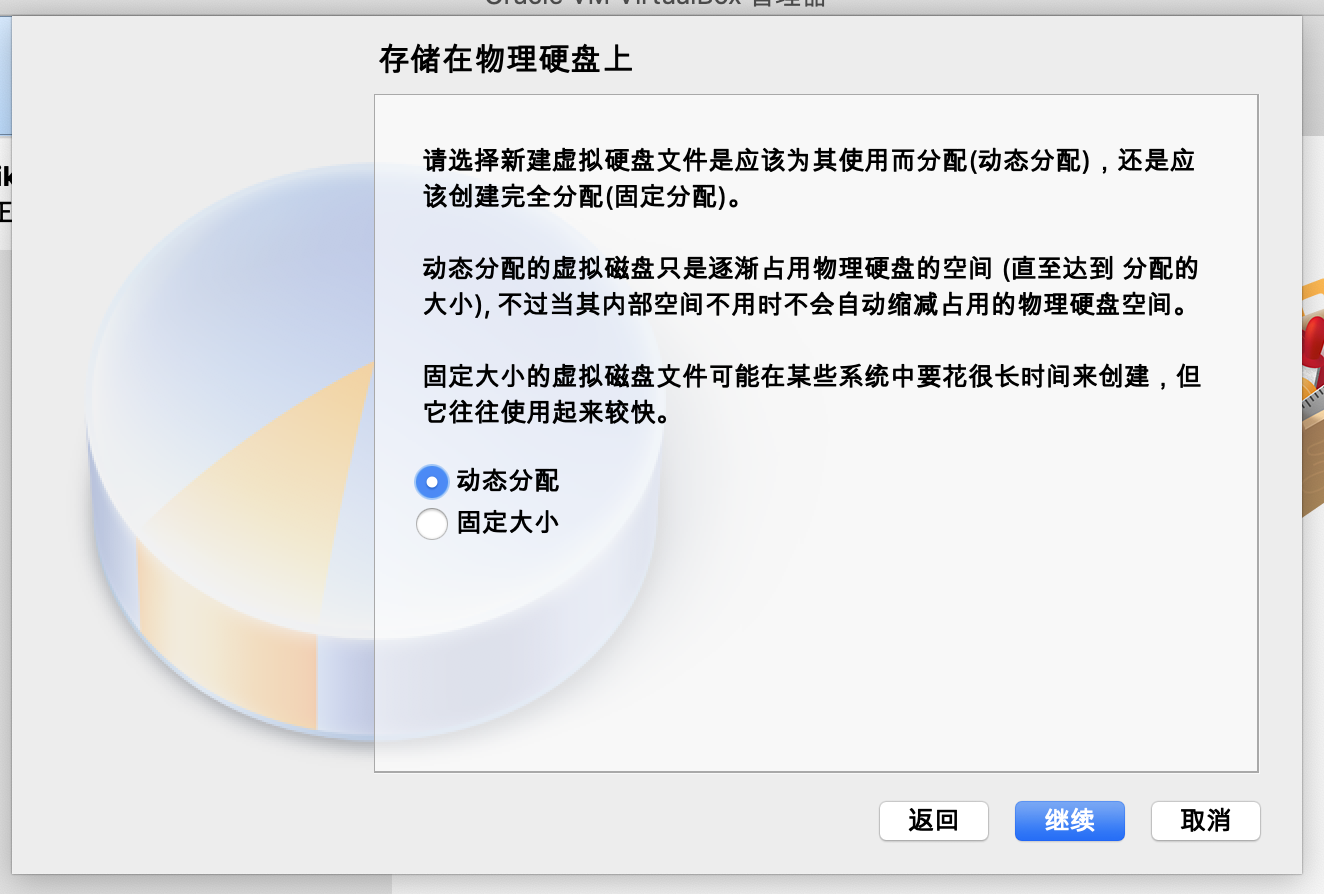 存储在物理硬盘上
请选择新建虚拟硬盘文件是应该为其使用而分配(动态分配)，还是应
该创建完全分配(固定分配)。
动态分配的虚拟磁盘只是逐渐占用物理硬盘的空间 (直至达到 分配的
大小), 不过当其内部空间不用时不会自动缩减占用的物理硬盘空间。
固定大小的虚拟磁盘文件可能在某些系统中要花很长时间来创建，但
它往往使用起来较快。
动态分配
固定大小
返回
继续
取消